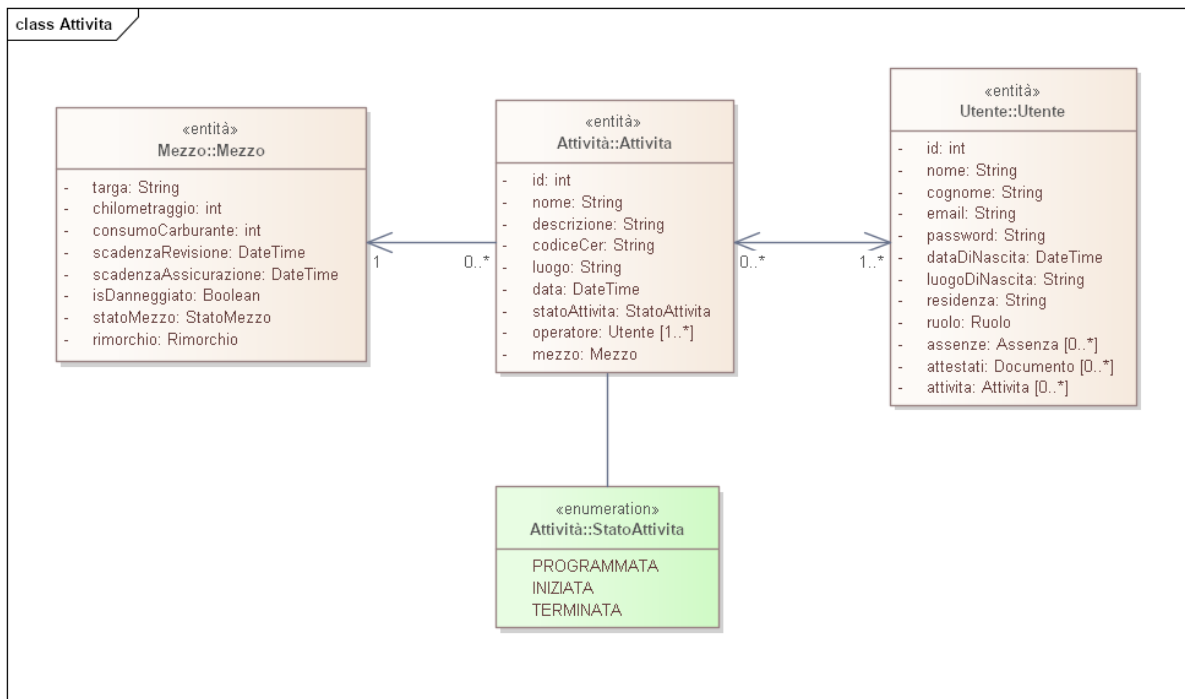 class Attivita
«entità»
Mezzo::Mezzo
- targa: String
- chilometraggio: int
- consumoCarburante: int
- scadenzaRevisione: DateTime
- scadenzaAssicurazione: DateTime
- isDanneggiato: Boolean
- statoMezzo: StatoMezzo
- rimorchio: Rimorchio
1
0..*
«entità»
Attività::Attivita
- id: int
- nome: String
- descrizione: String
- codiceCer: String
- luogo: String
- data: DateTime
- statoAttivita: StatoAttivita
- operatore: Utente [1..*]
- mezzo: Mezzo
0..*
1..*
«entità»
Utente::Utente
- id: int
- nome: String
- cognome: String
- email: String
- password: String
- dataDiNascita: DateTime
- luogoDiNascita: String
- residenza: String
- ruolo: Ruolo
- assenze: Assenza [0..*]
- attestati: Documento [0..*]
- attivita: Attivita [0..*]
«enumeration»
Attività::StatoAttivita
PROGRAMMATA
INIZIATA
TERMINATA